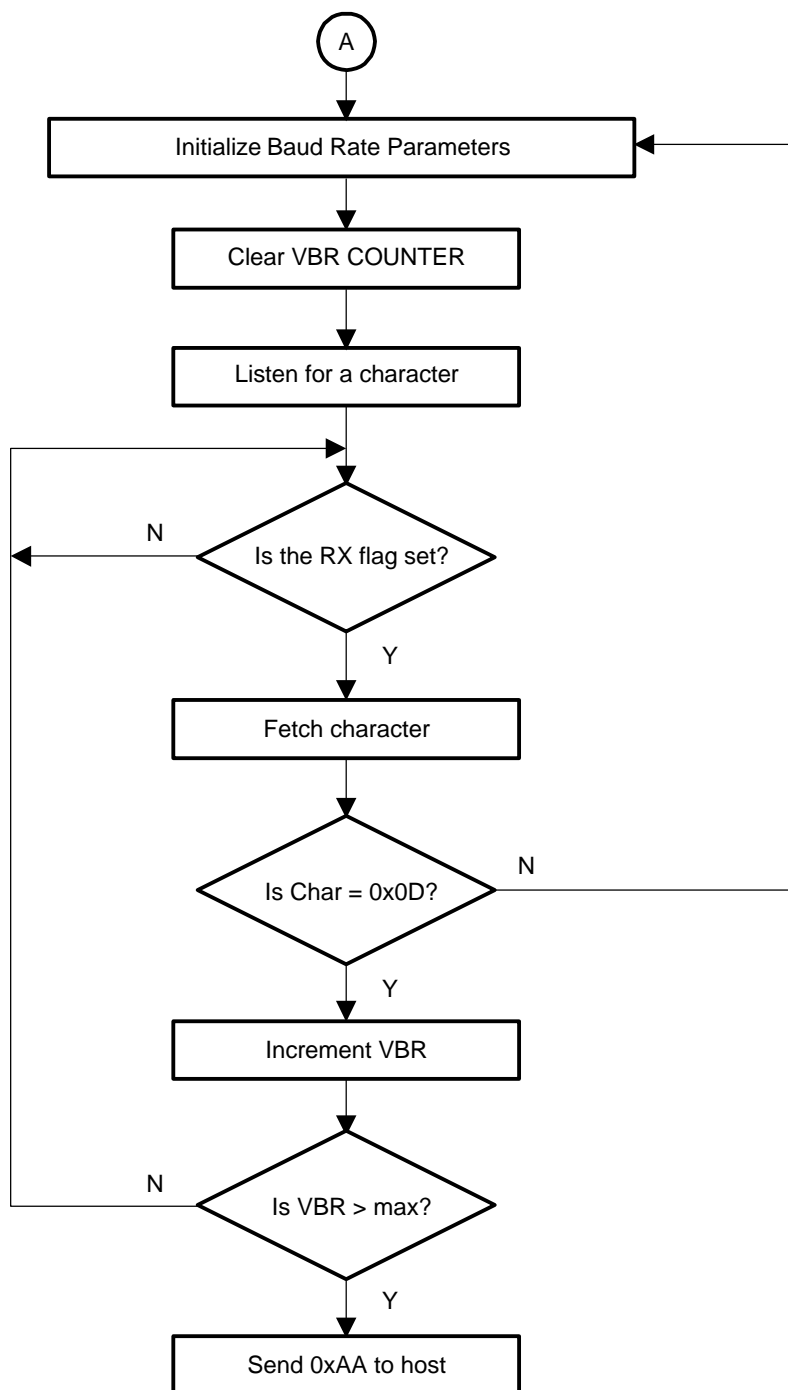 A
Initialize Baud Rate Parameters
Clear VBR COUNTER
Listen for a character
N
Is the RX flag set?
Y
Fetch character
N
Is Char = 0x0D?
Y
Increment VBR
N
Is VBR > max?
Y
Send 0xAA to host